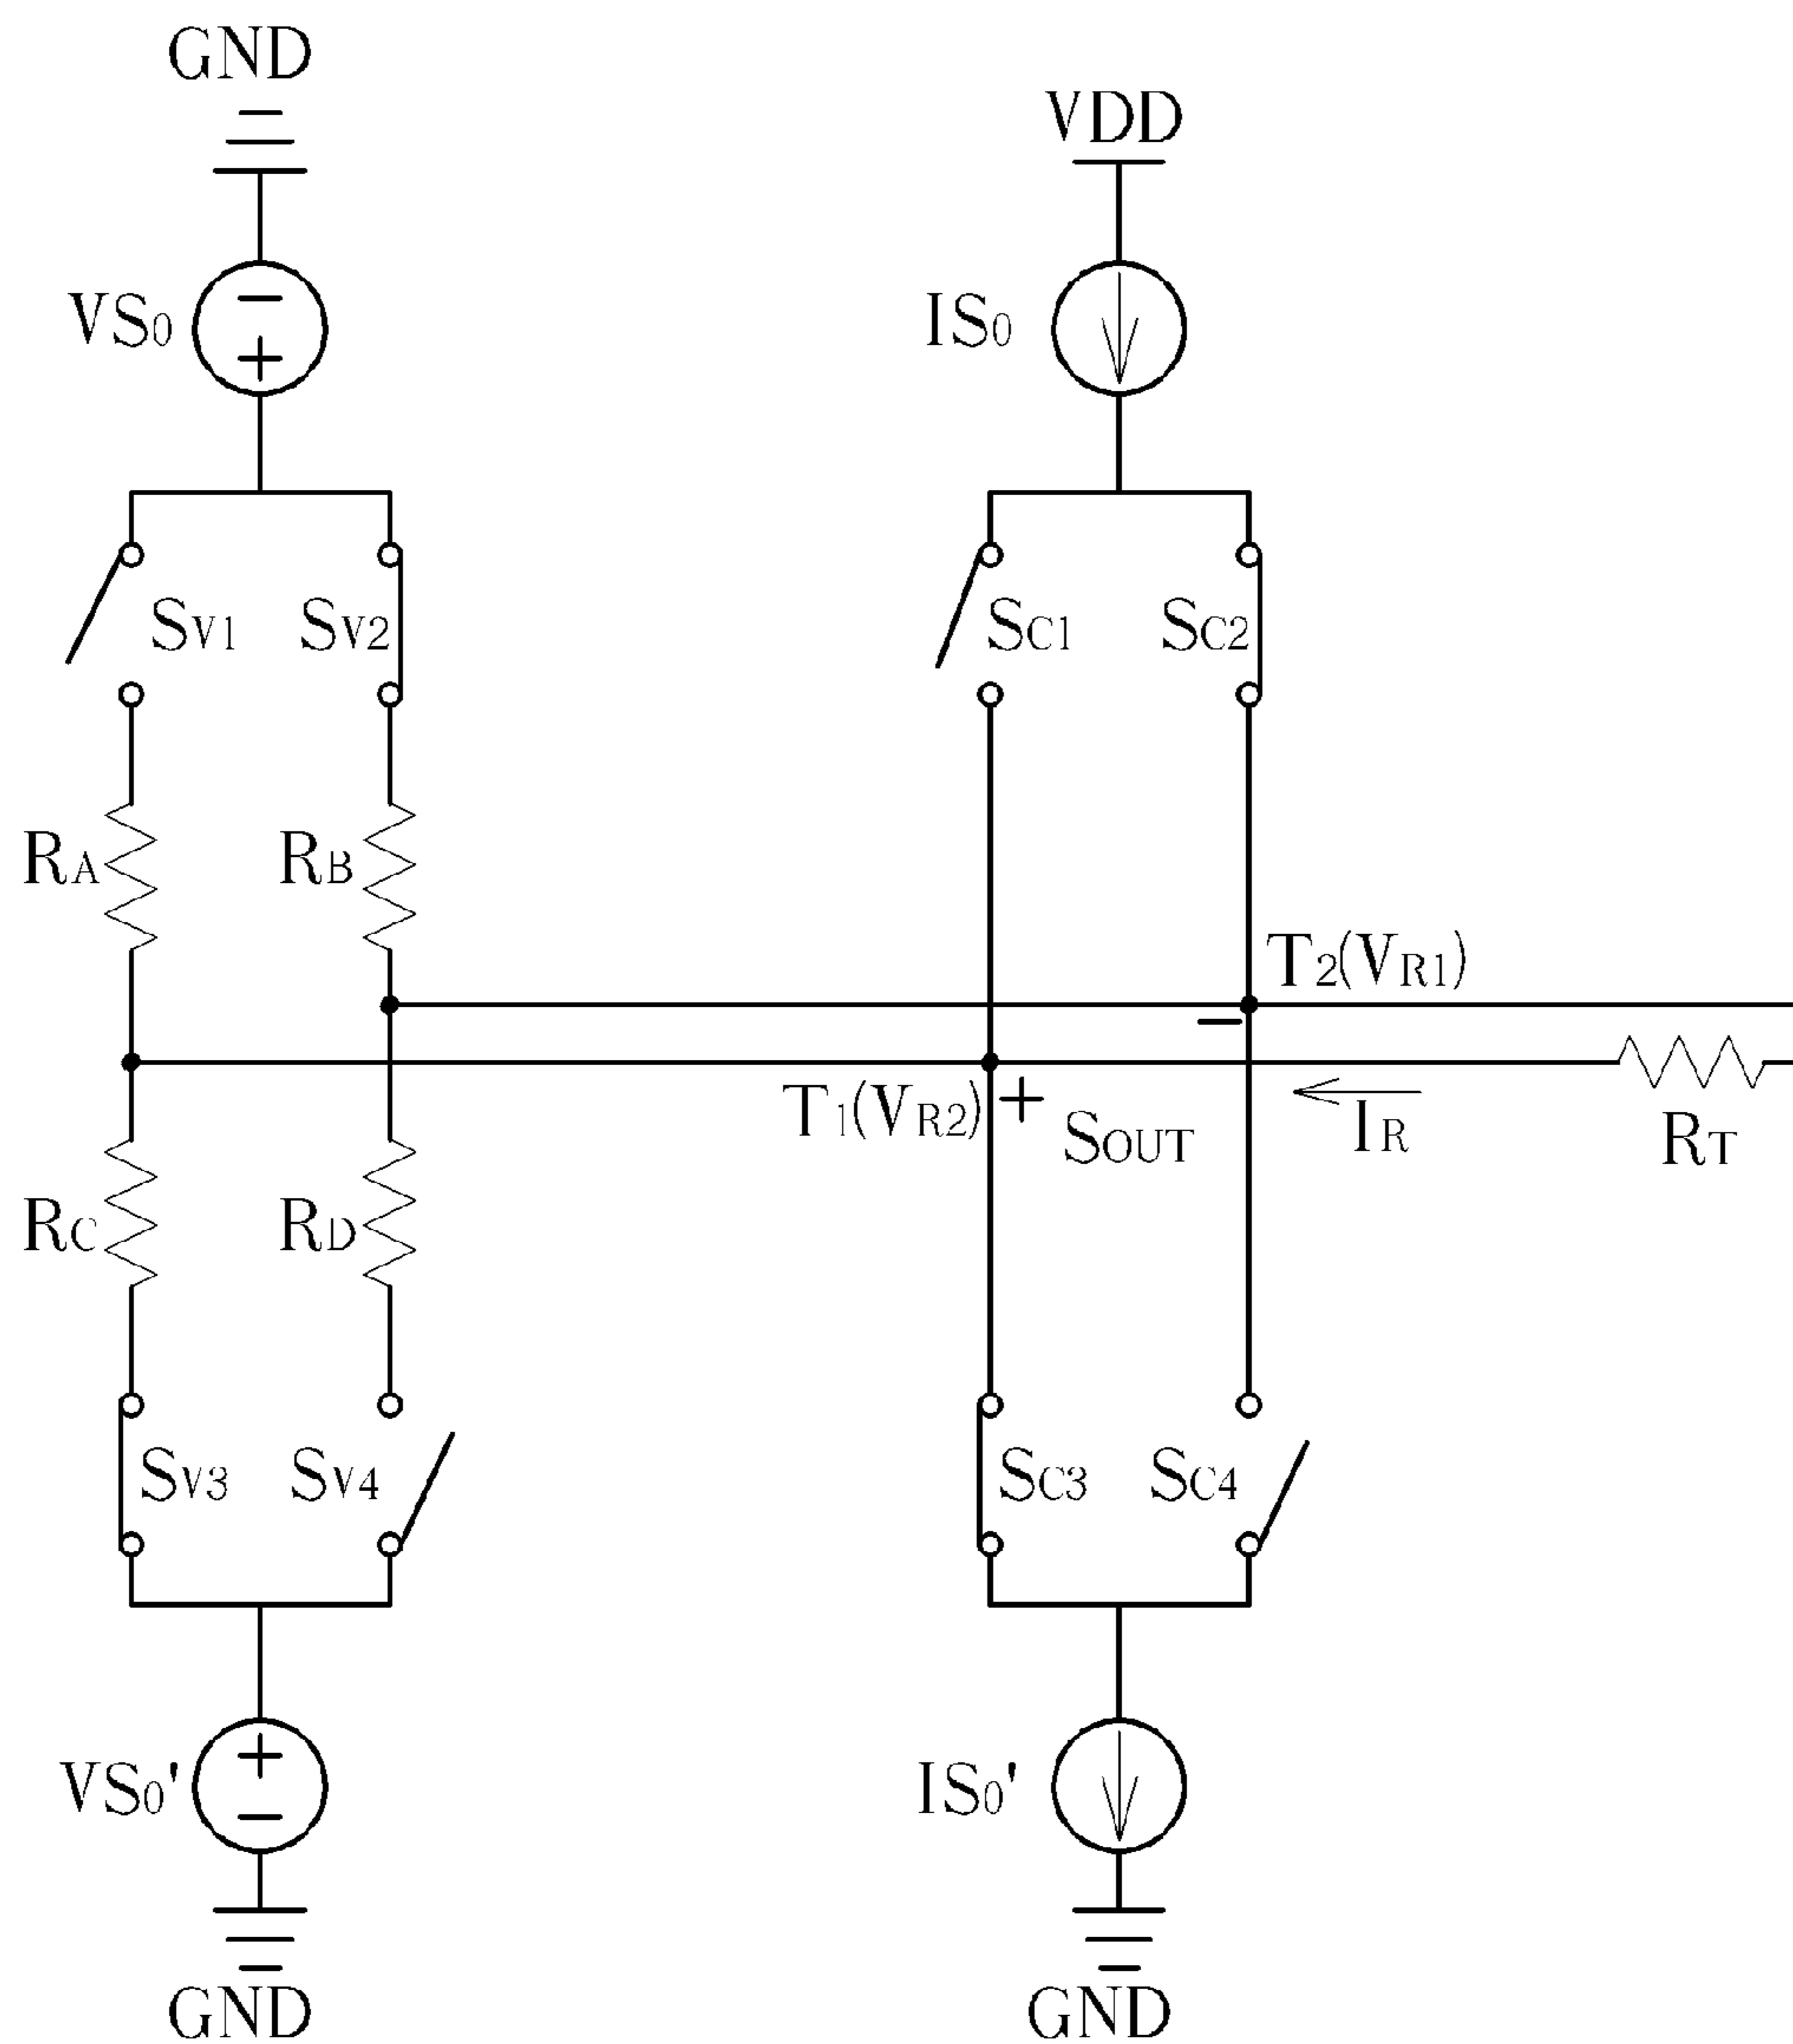 GND
VDD
VS0
IS0
SV1
SV2
SC1
SC2
RA
RB
T2(VR1)
−
T1(VR2)
+
SOUT
IR
RT
RC
RD
SV3
SV4
SC3
SC4
VS0'
IS0'
GND
GND